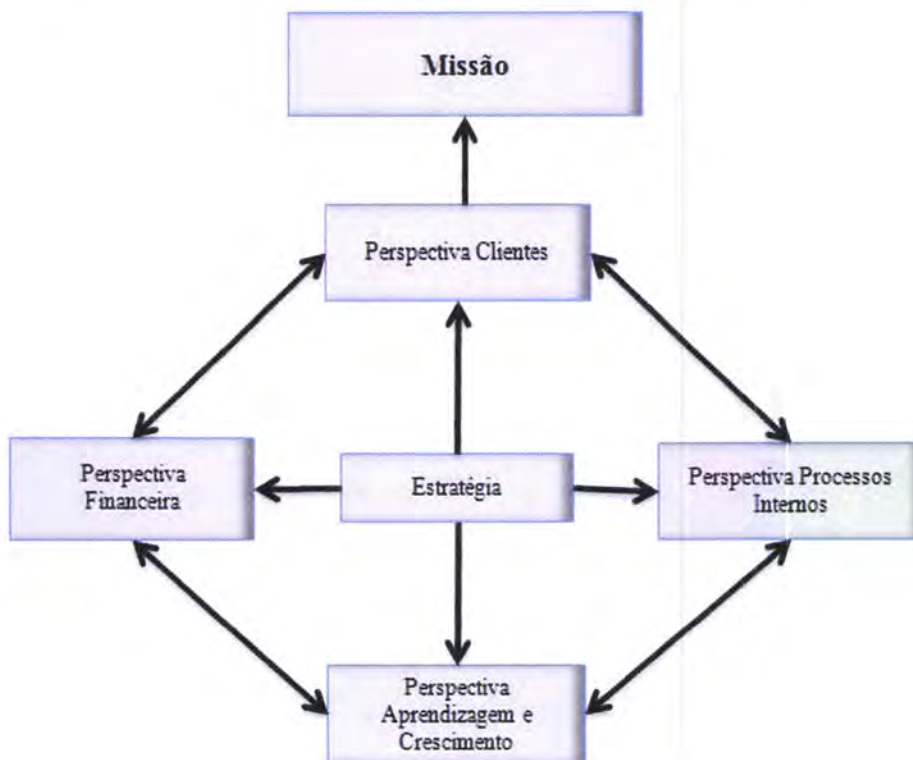 Missão
Perspectiva Clientes
Perspectiva
Financeira
Estratégia
Perspectiva Processos
Internos
Perspectiva
Aprendizagem e
Crescimento